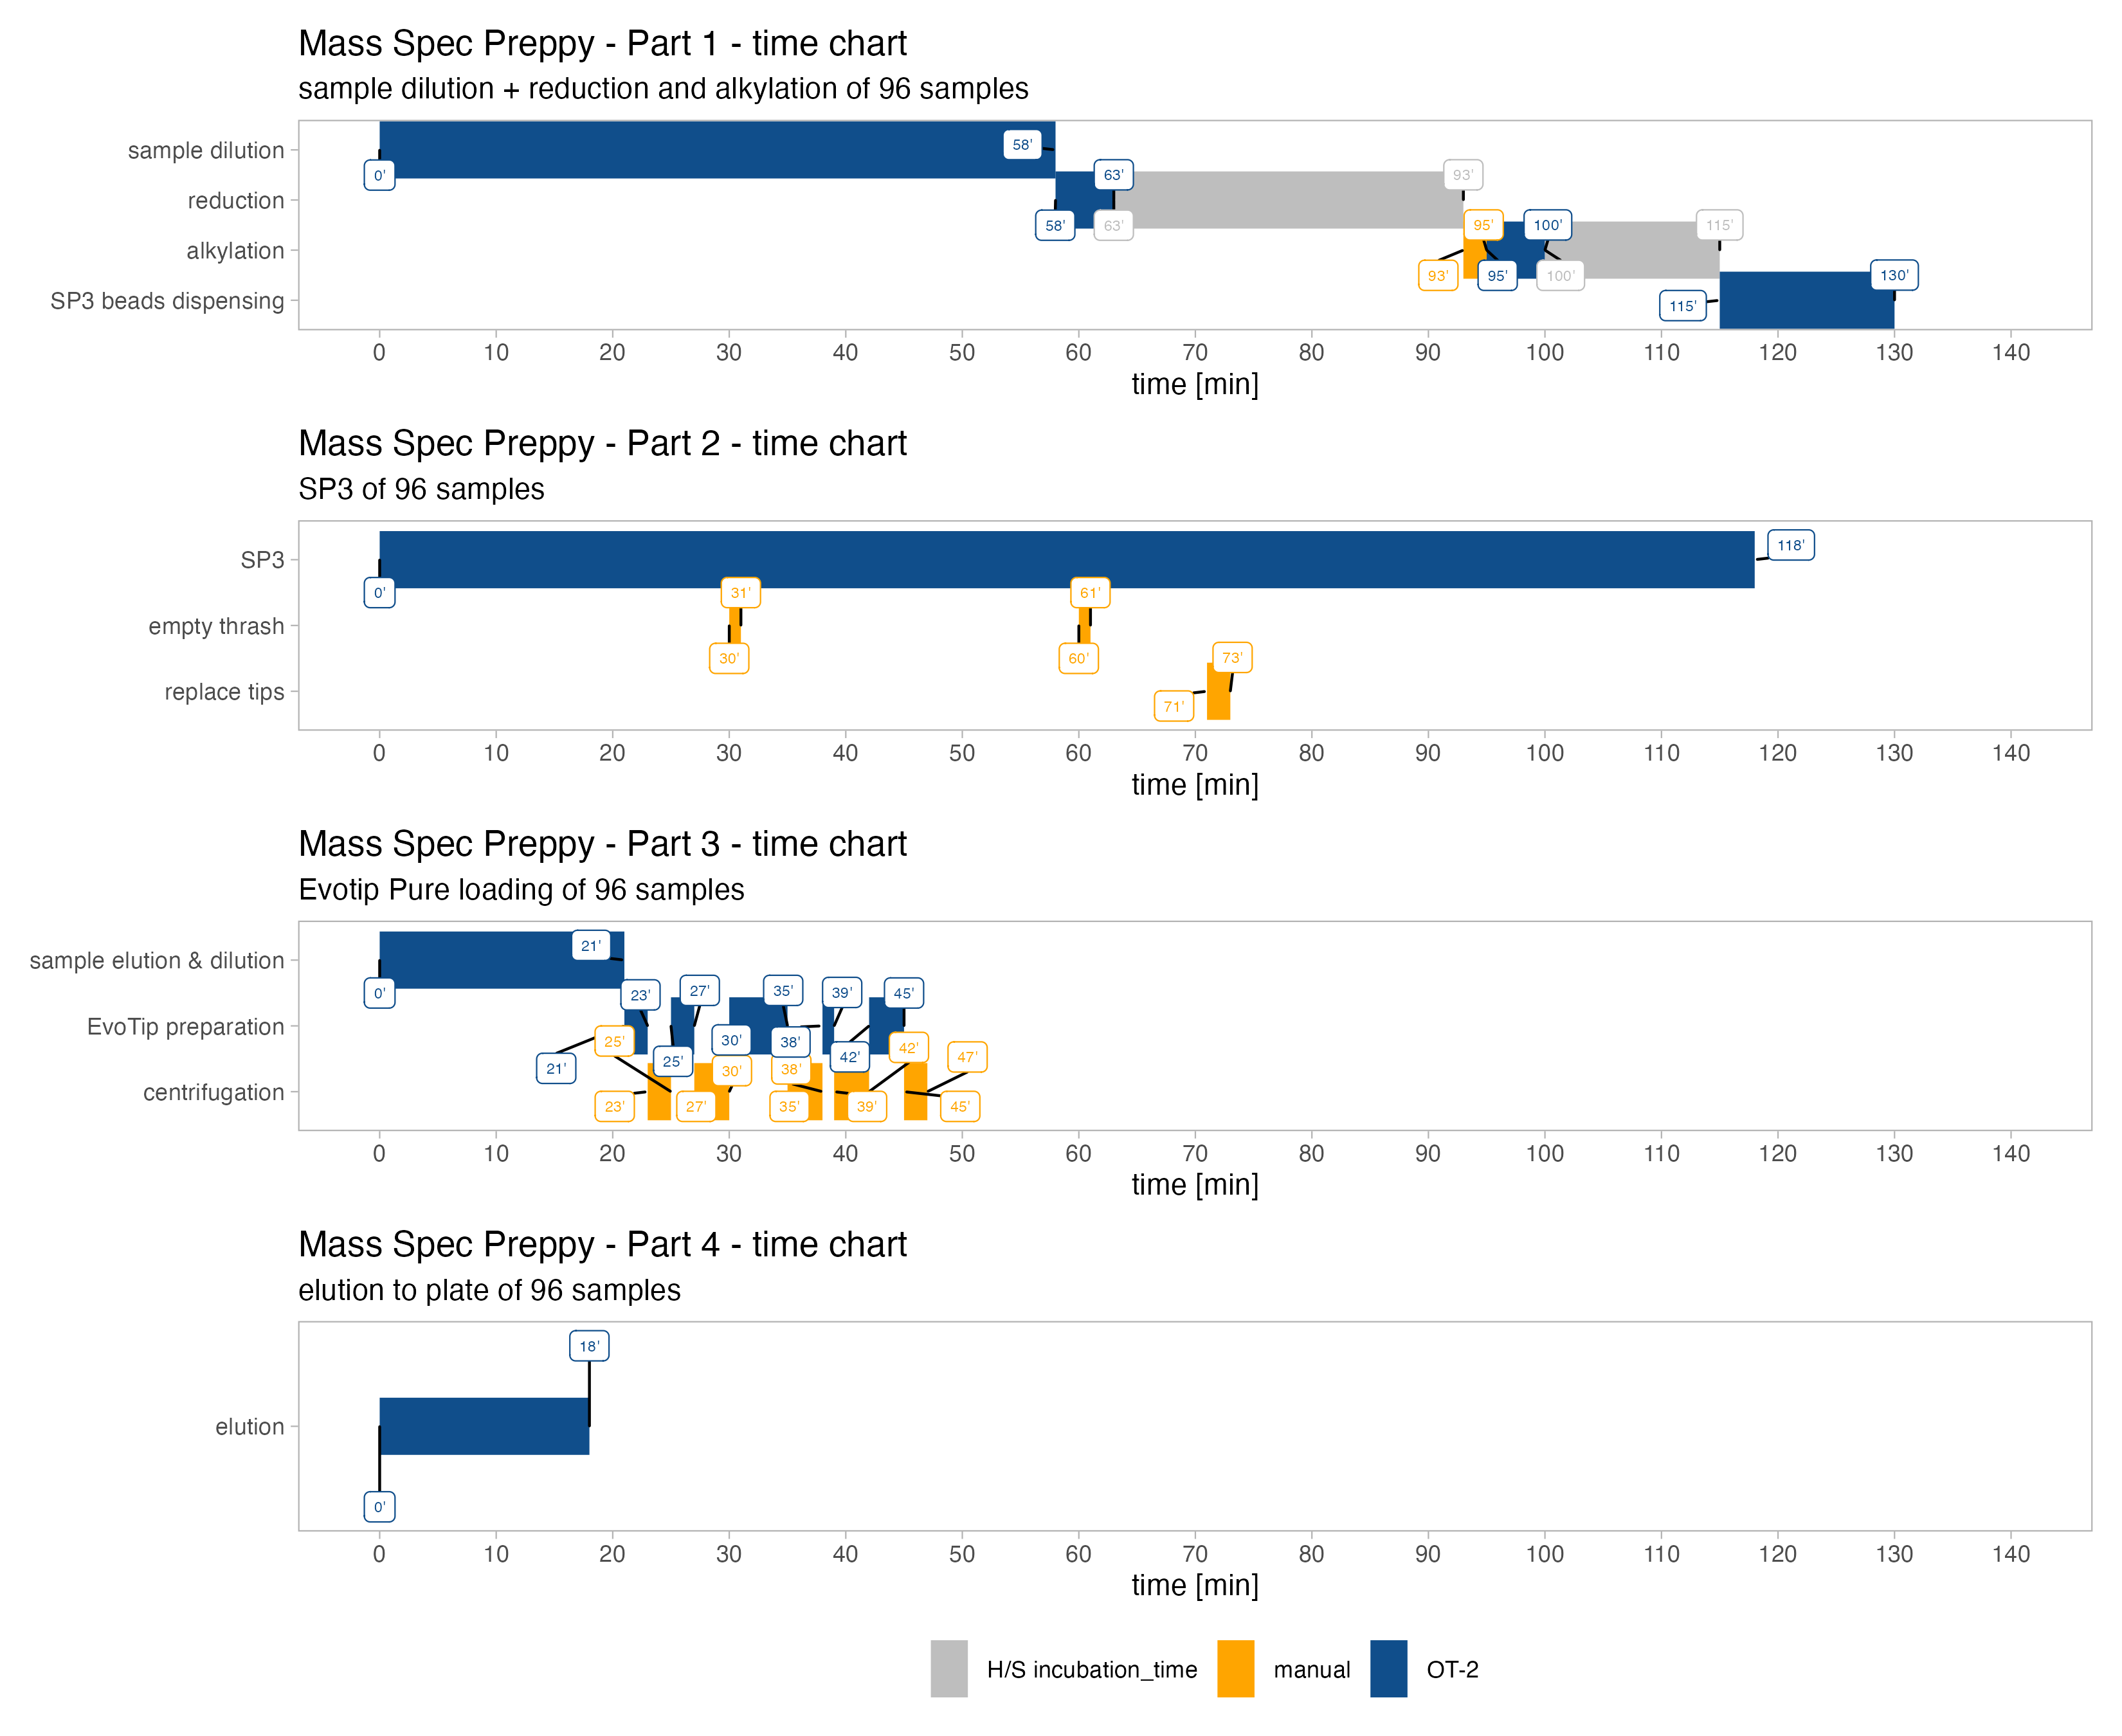 Mass Spec Preppy - Part 1 - time chart
sample dilution + reduction and alkylation of 96 samples
sample dilution
0'
58'
reduction
58'
63'
63'
93'
alkylation
93'
95'
95'
100'
100'
115'
SP3 beads dispensing
115'
130'
0 10 20 30 40 50 60 70 80 90 100 110 120 130 140
time [min]
Mass Spec Preppy - Part 2 - time chart
SP3 of 96 samples
SP3
0'
118'
empty thrash
30'
31'
60'
61'
replace tips
71'
73'
0 10 20 30 40 50 60 70 80 90 100 110 120 130 140
time [min]
Mass Spec Preppy - Part 3 - time chart
Evotip Pure loading of 96 samples
sample elution & dilution
0'
21'
EvoTip preparation
21'
23'
25'
27'
30'
35'
38'
39'
42'
45'
centrifugation
23'
25'
27'
30'
35'
38'
39'
42'
45'
47'
0 10 20 30 40 50 60 70 80 90 100 110 120 130 140
time [min]
Mass Spec Preppy - Part 4 - time chart
elution to plate of 96 samples
elution
0'
18'
0 10 20 30 40 50 60 70 80 90 100 110 120 130 140
time [min]
H/S incubation_time manual OT-2